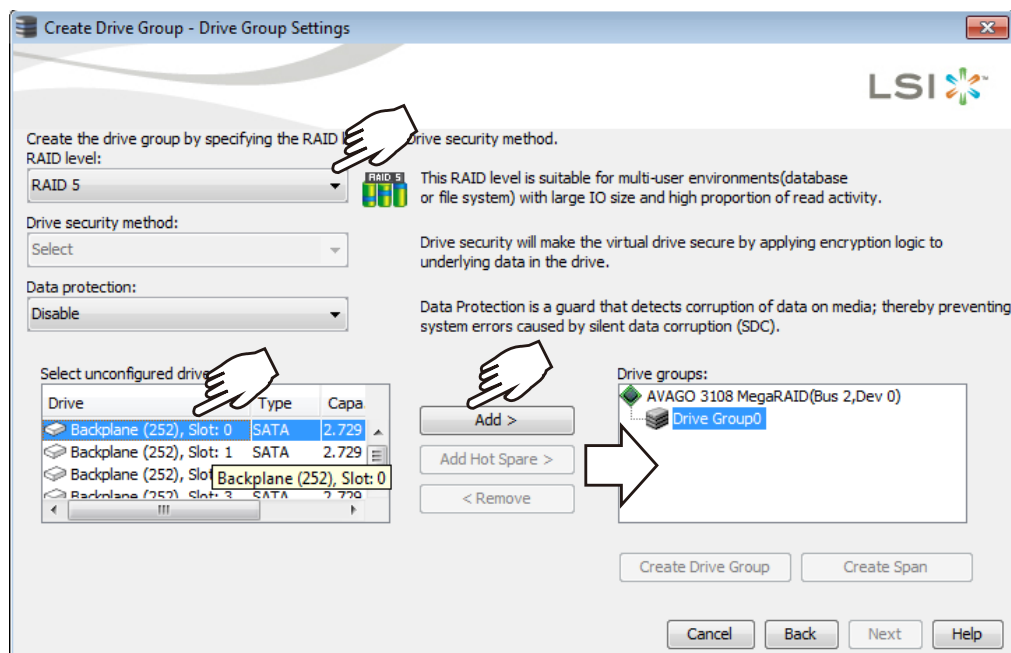 Create Drive Group - Drive Group Settings
LSI
Create the drive group by specifying the RAID Drive security method.
RAID level:
RAID 5
RAID 5
This RAID level is suitable for multi-user environments(database
or file system) with large IO size and high proportion of read activity.
Drive security method:
Select
Drive security will make the virtual drive secure by applying encryption logic to
underlying data in the drive.
Data protection:
Disable
Data Protection is a guard that detects corruption of data on media; thereby preventing
system errors caused by silent data corruption (SDC).
Select unconfigured drive
Drive Type Capa
Backplane (252), Slot: 0 SATA 2.729
Backplane (252), Slot: 1 SATA 2.729
Backplane (252), Slot
Backplane (252), Slot: 0
Backplane (252), Slot: 3 SATA 2.729
Add >
Add Hot Spare >
< Remove
Drive groups:
AVAGO 3108 MegaRAID(Bus 2,Dev 0)
Drive Group0
Create Drive Group
Create Span
Cancel
Back
Next
Help